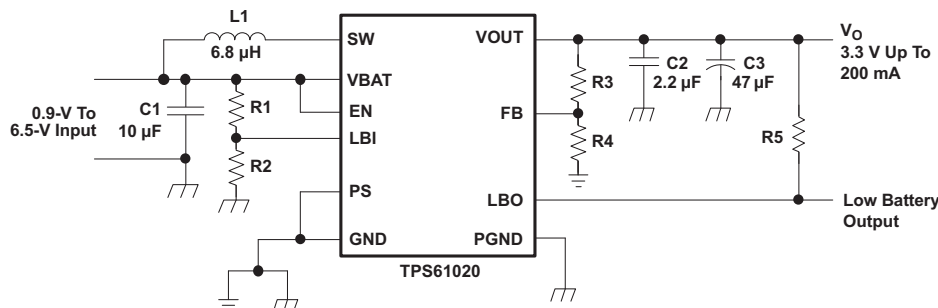 L1
6.8 µH
SW
VOUT
VO
3.3 V Up To
200 mA
C2
2.2 µF
C3
47 µF
R3
VBAT
0.9-V To
6.5-V Input
C1
10 µF
R1
EN
FB
R4
R5
LBI
R2
PS
LBO
Low Battery
Output
GND
PGND
TPS61020